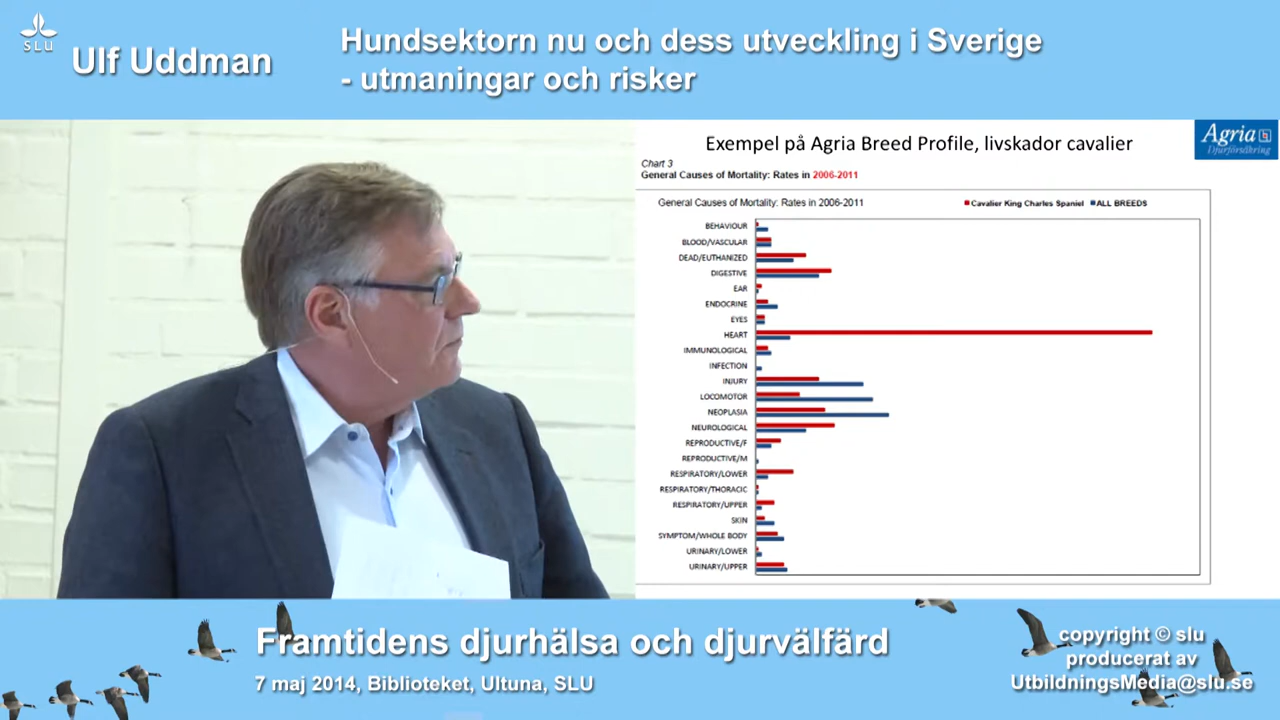 SLU
Ulf Uddman
Hundsektorn nu och dess utveckling i Sverige
- utmaningar och risker
Exempel på Agria Breed Profile, livskador cavalier
Agria
Djurförsäkring
Chart 3
General Causes of Mortality: Rates in 2006-2011
General Causes of Mortality: Rates in 2006-2011
Cavalier King Charles Spaniel
ALL BREEDS
BEHAVIOUR
BLOOD/VASCULAR
DEAD/EUTHANIZED
DIGESTIVE
EAR
ENDOCRINE
EYES
HEART
IMMUNOLOGICAL
INFECTION
INJURY
LOCOMOTOR
NEOPLASIA
NEUROLOGICAL
REPRODUCTIVE/F
REPRODUCTIVE/M
RESPIRATORY/LOWER
RESPIRATORY/THORACIC
RESPIRATORY/UPPER
SKIN
SYMPTOM/WHOLE BODY
URINARY/LOWER
URINARY/UPPER
Framtidens djurhälsa och djurvälfärd
7 maj 2014, Biblioteket, Ultuna, SLU
copyright © slu
producerat av
UtbildningsMedia@slu.se